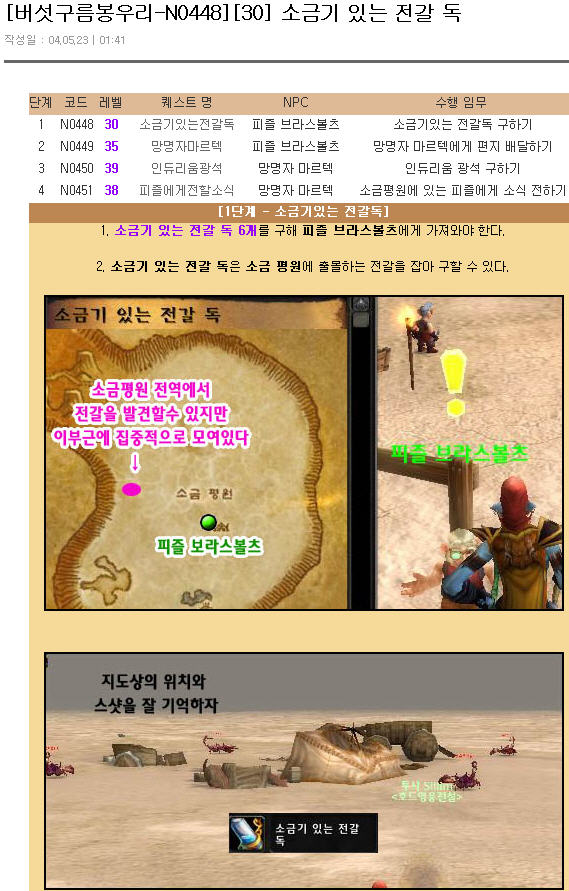 [버섯구름봉우리-N0448][30] 소금기 있는 전갈 독
작성일 : 04.05.23 | 01:41
단계 코드 레벨 퀘스트 명 NPC 수행 임무
1 N0448 30 소금기있는전갈독 피즐 브라스볼츠 소금기있는 전갈독 구하기
2 N0449 35 망명자마르텍 피즐 브라스볼츠 망명자 마르텍에게 편지 배달하기
3 N0450 39 인듀리움광석 망명자 마르텍 인듀리움 광석 구하기
4 N0451 38 피즐에게전할소식 망명자 마르텍 소금평원에 있는 피즐에게 소식 전하기
[1단계 - 소금기있는 전갈독]
1. 소금기 있는 전갈 독 6개를 구해 피즐 브라스볼츠에게 가져와야 한다.
2. 소금기 있는 전갈 독은 소금 평원에 출몰하는 전갈을 잡아 구할 수 있다.
소금기 있는 전갈 독
소금평원 전역에서
전갈을 발견할수 있지만
이부근에 집중적으로 모여있다
↓
소금 평원
피즐 보라스볼츠
피즐 보라스볼츠
지도상의 위치와
스샷을 잘 기억하자
투사 Sillim
<호드영웅전설>
소금기 있는 전갈
독